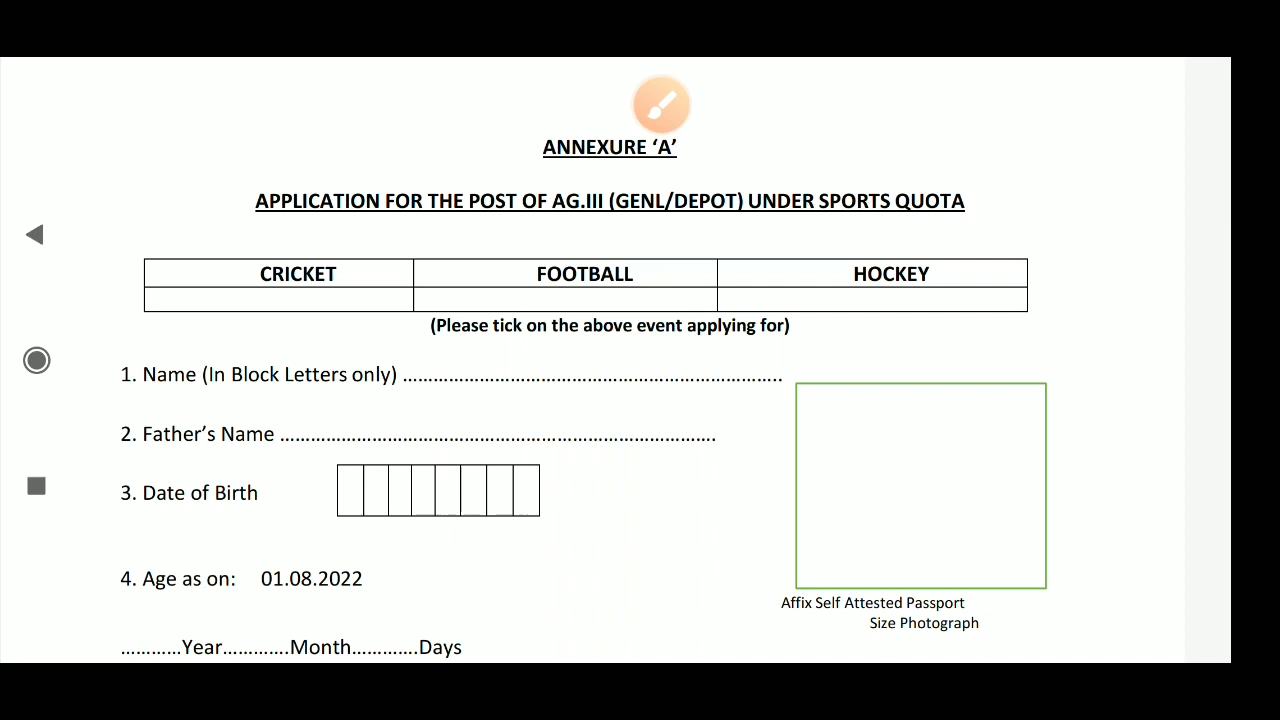 ANNEXURE ‘A’
APPLICATION FOR THE POST OF AG.III (GENL/DEPOT) UNDER SPORTS QUOTA
CRICKET FOOTBALL HOCKEY
(Please tick on the above event applying for)
1. Name (In Block Letters only) ………………………………………………………………..
2. Father’s Name ……………………………………………………………………….
3. Date of Birth
4. Age as on: 01.08.2022
Affix Self Attested Passport
Size Photograph
…………Year………….Month………….Days